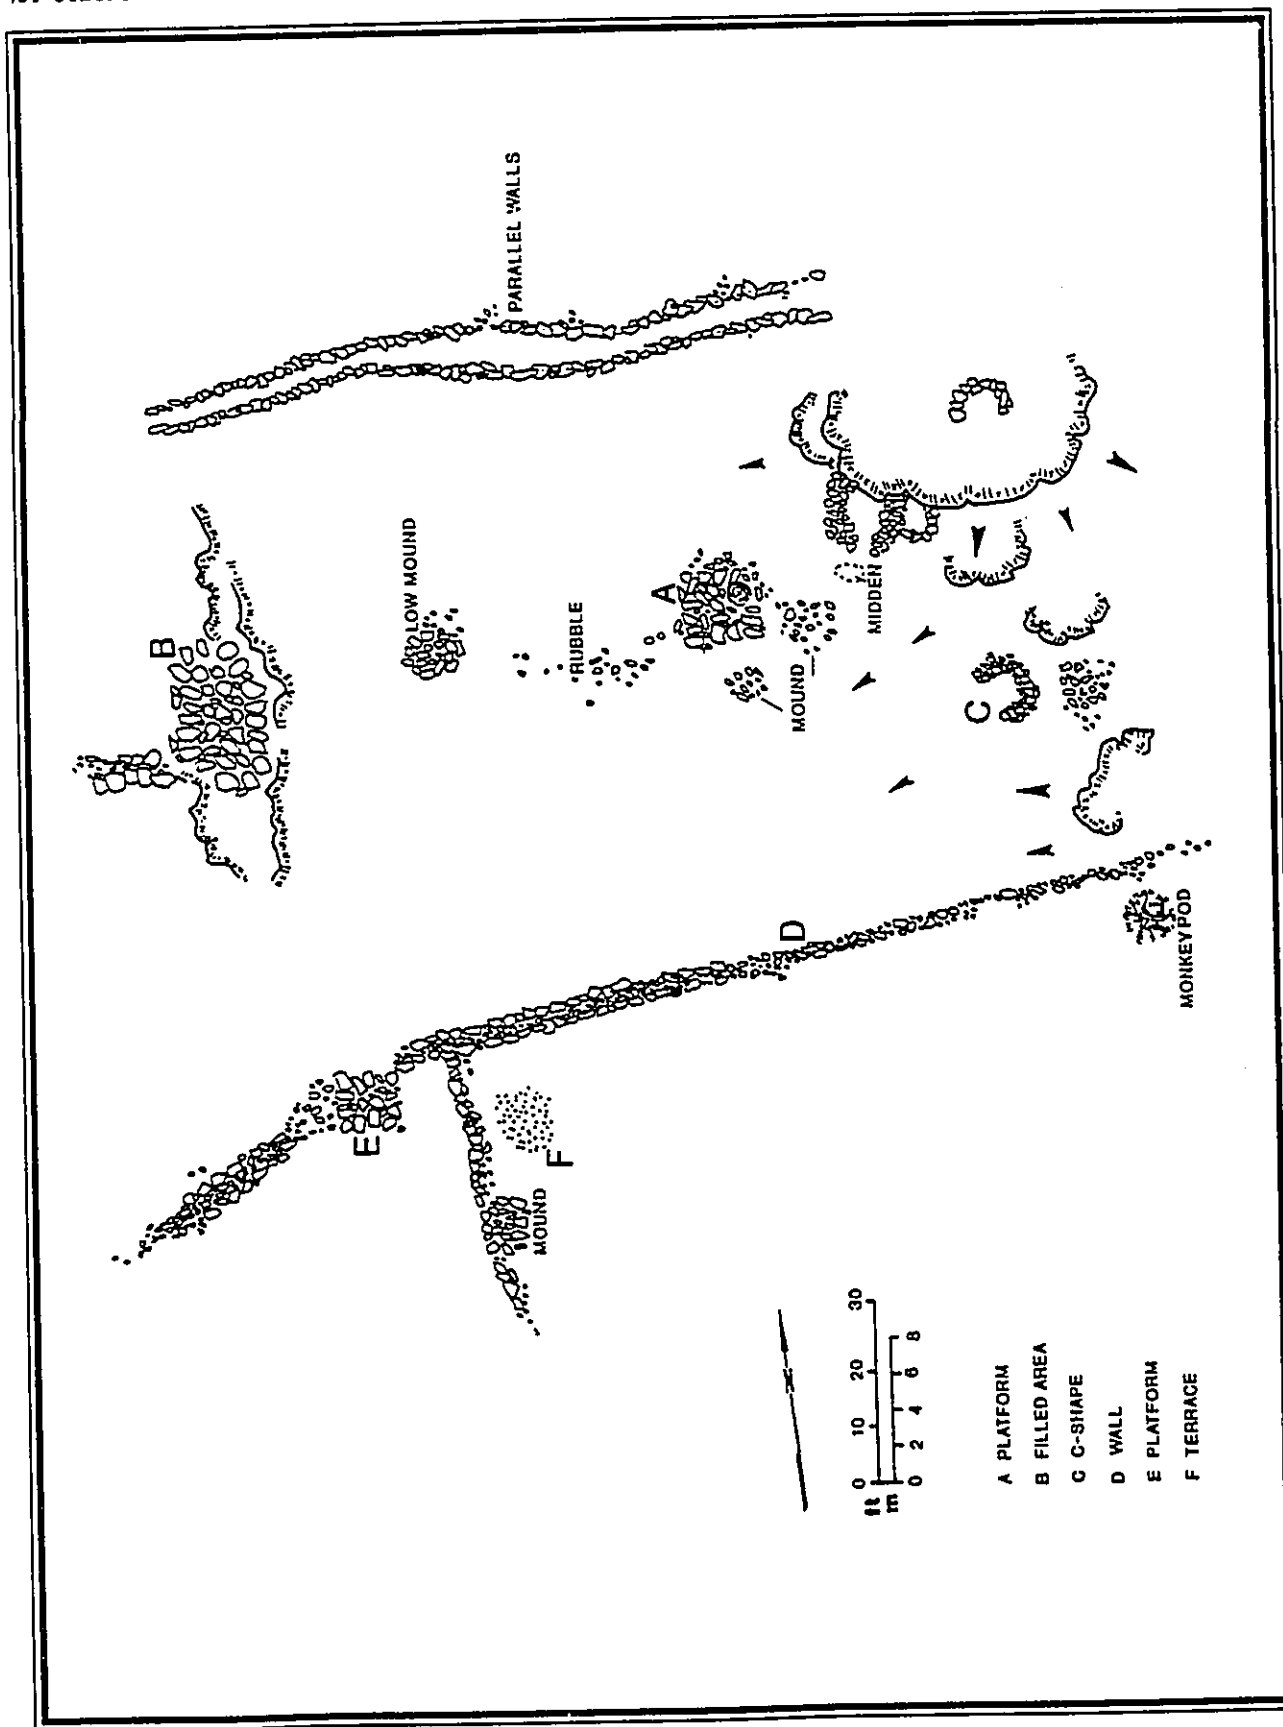 B
LOW MOUND
PARALLEL WALLS
RUBBLE
A
MOUND
MIDDEN
C
D
E
F
MOUND
MONKEYPOD
ft 0 10 20 30
m 0 2 4 6 8
A PLATFORM
B FILLED AREA
C C-SHAPE
D WALL
E PLATFORM
F TERRACE